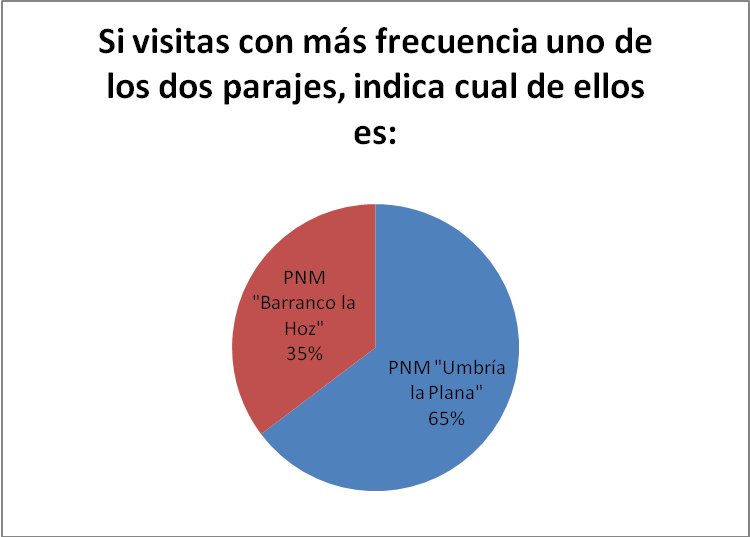 Si visitas con más frecuencia uno de
los dos parajes, indica cual de ellos
es:
PNM
"Barranco la
Hoz"
35%
PNM "Umbría
la Plana"
65%